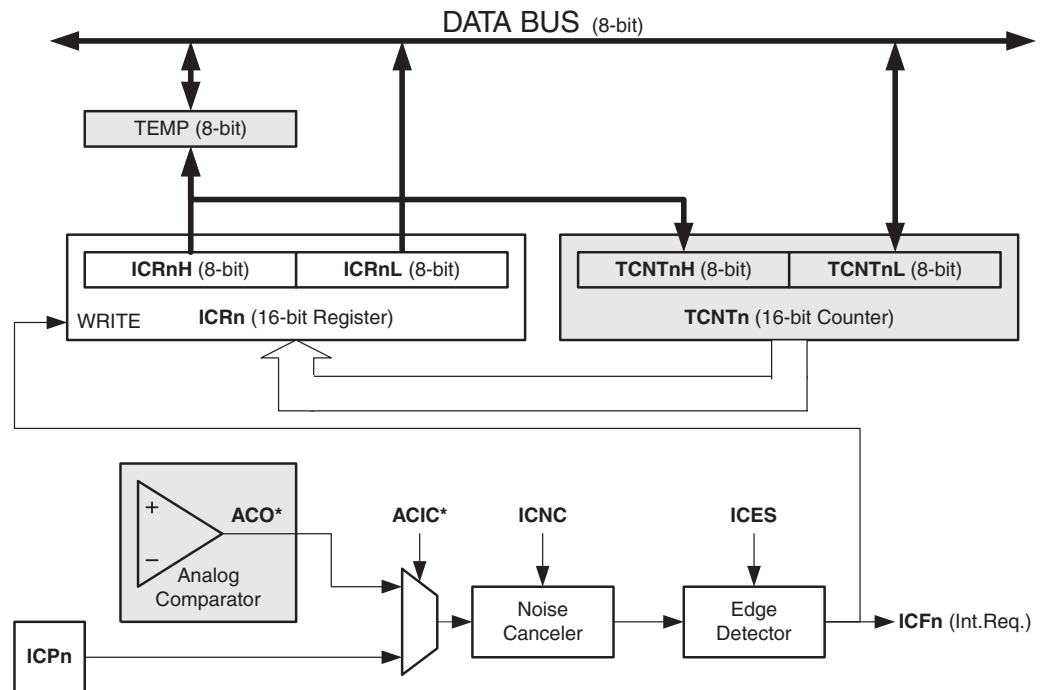 DATA BUS (8-bit)
TEMP (8-bit)
ICRnH (8-bit)
ICRnL (8-bit)
TCNTnH (8-bit)
TCNTnL (8-bit)
WRITE
ICRn (16-bit Register)
TCNTn (16-bit Counter)
+
−
ACO*
Analog
Comparator
ACIC*
ICNC
ICES
Noise
Canceler
Edge
Detector
ICFn (Int.Req.)
ICPn